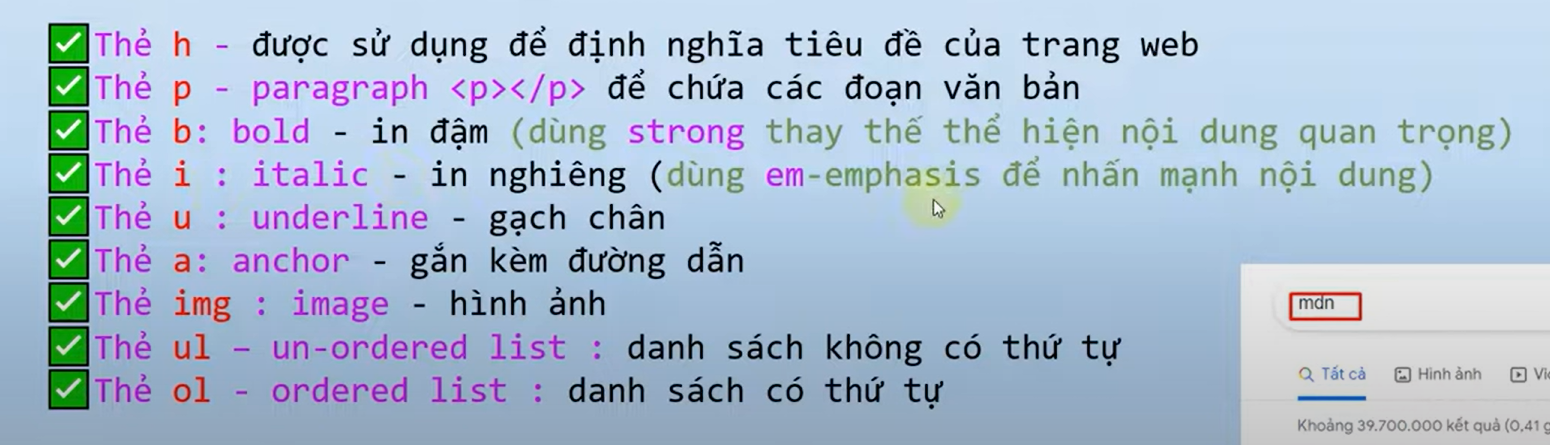 Thẻ h - được sử dụng để định nghĩa tiêu đề của trang web
Thẻ p - paragraph <p></p> để chứa các đoạn văn bản
Thẻ b: bold - in đậm (dùng strong thay thế thể hiện nội dung quan trọng)
Thẻ i : italic - in nghiêng (dùng em-emphasis để nhấn mạnh nội dung)
Thẻ u : underline - gạch chân
Thẻ a: anchor - gắn kèm đường dẫn
Thẻ img : image - hình ảnh
Thẻ ul – un-ordered list : danh sách không có thứ tự
Thẻ ol - ordered list : danh sách có thứ tự
mdn
Tất cả Hình ảnh
Khoảng 39.700.000 kết quả (0,41 g